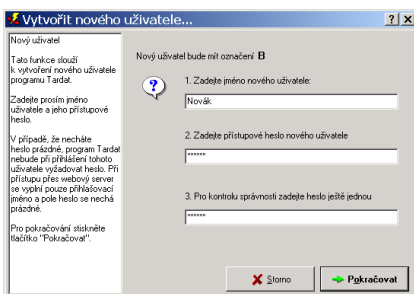 Vytvořit nového uživatele...
Nový uživatel
Tato funkce slouží
k vytvoření nového uživatele
programu Tardat.
Zadejte prosím jméno
uživatele a jeho přístupové
heslo.
V případě, že necháte
heslo prázdné, program Tardat
nebude při přihlášení tohoto
uživatele vyžadovat heslo. Při
přístupu přes webový server
se vyplní pouze přihlašovací
jméno a pole heslo se nechá
prázdné.
Pro pokračování stiskněte
tlačítko "Pokračovat".
Nový uživatel bude mít označení B
1. Zadejte jméno nového uživatele:
Novák
2. Zadejte přístupové heslo nového uživatele
******
3. Pro kontrolu správnosti zadejte heslo ještě jednou
******
Storno
Pokračovat